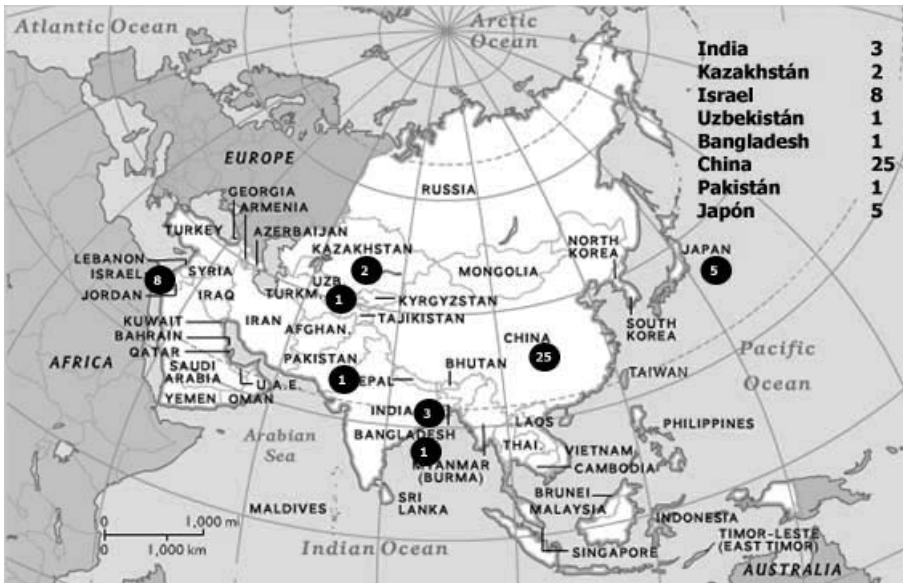 Atlantic Ocean
Arctic Ocean
India 3
Kazakhstán 2
Israel 8
Uzbekistán 1
Bangladesh 1
China 25
Pakistán 1
Japón 5
EUROPE
RUSSIA
GEORGIA
ARMENIA
TURKEY
AZERBAIJAN
KAZAKHSTAN
2
NORTH KOREA
JAPAN
5
LEBANON
ISRAEL
8
SYRIA
MONGOLIA
UZB.
1
TURKM.
KYRGYZSTAN
JORDAN
IRAQ
TAJIKISTAN
IRAN
AFGHAN.
SOUTH KOREA
KUWAIT
BAHRAIN
QATAR
CHINA
25
AFRICA
PAKISTAN
1
EPAL
BHUTAN
TAIWAN
Pacific Ocean
SAUDI ARABIA
U.A.E.
YEMEN
OMAN
INDIA
3
LAOS
PHILIPPINES
Arabian Sea
BANGLADESH
1
THAI.
VIETNAM
MYANMAR (BURMA)
CAMBODIA
SRI LANKA
MALDIVES
BRUNEI
MALAYSIA
INDONESIA
0 1,000 mi
0 1,000 km
Indian Ocean
SINGAPORE
TIMOR-LESTE (EAST TIMOR)
AUSTRALIA